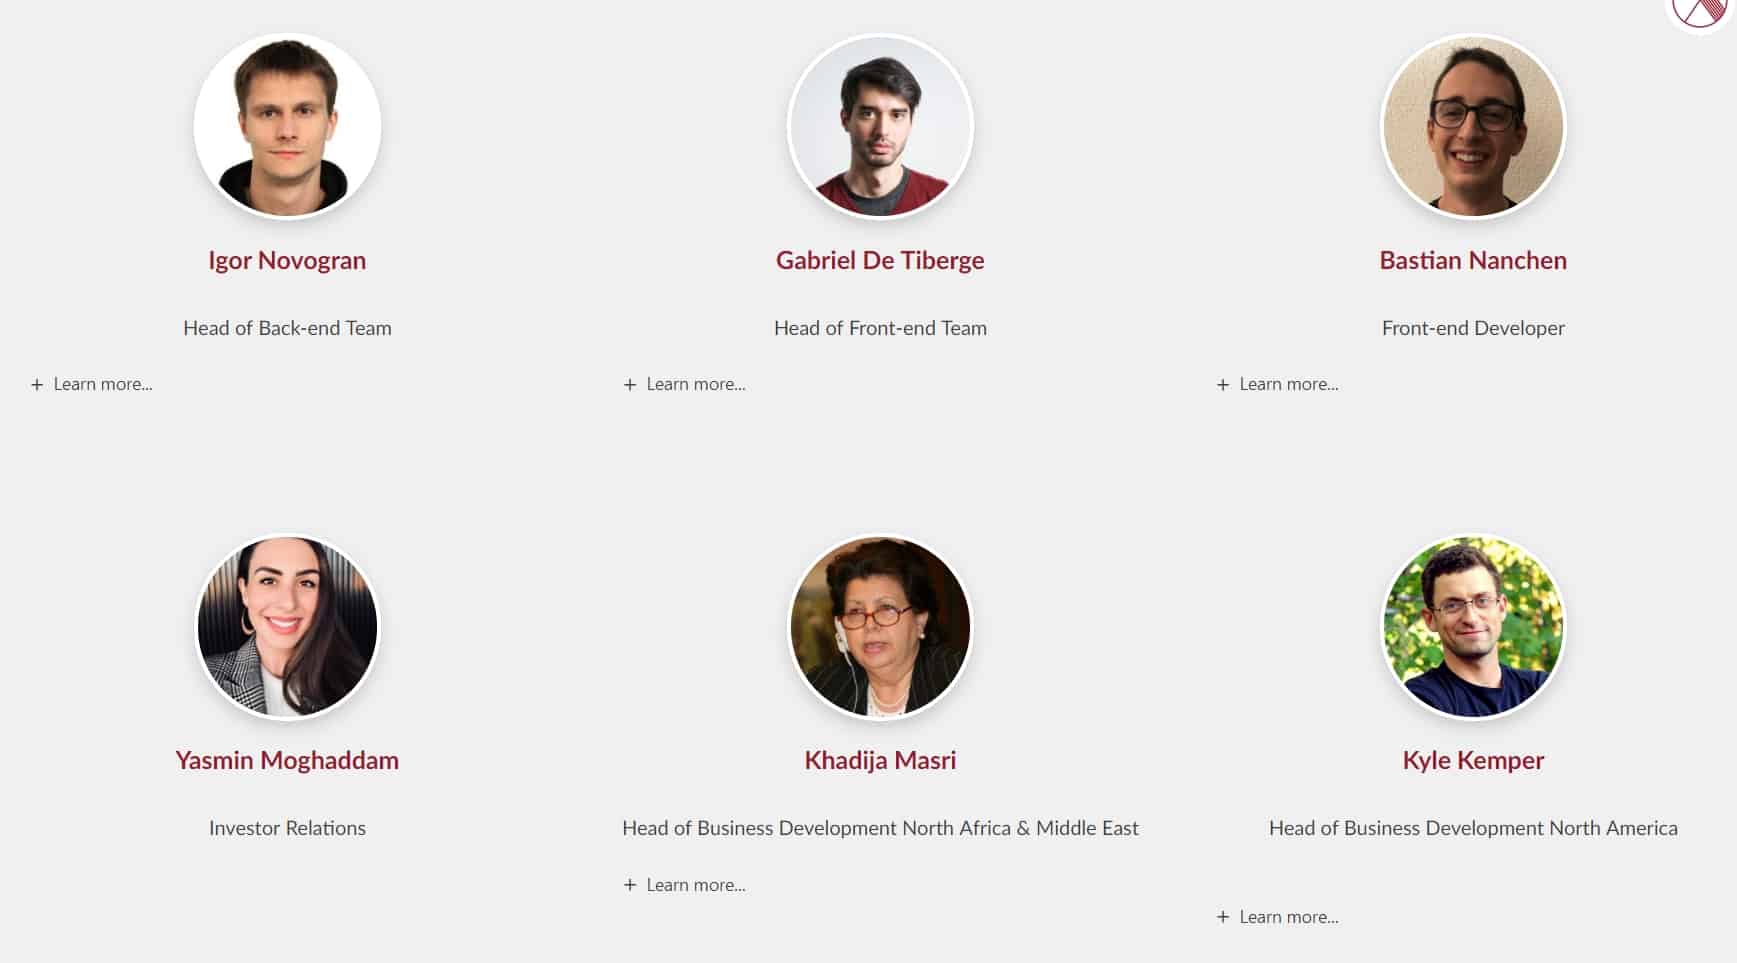 Igor Novogran
Gabriel De Tiberge
Bastian Nanchen
Head of Back-end Team
Head of Front-end Team
Front-end Developer
+ Learn more...
+ Learn more...
+ Learn more...
Yasmin Moghaddam
Khadija Masri
Kyle Kemper
Investor Relations
Head of Business Development North Africa & Middle East
Head of Business Development North America
+ Learn more...
+ Learn more...